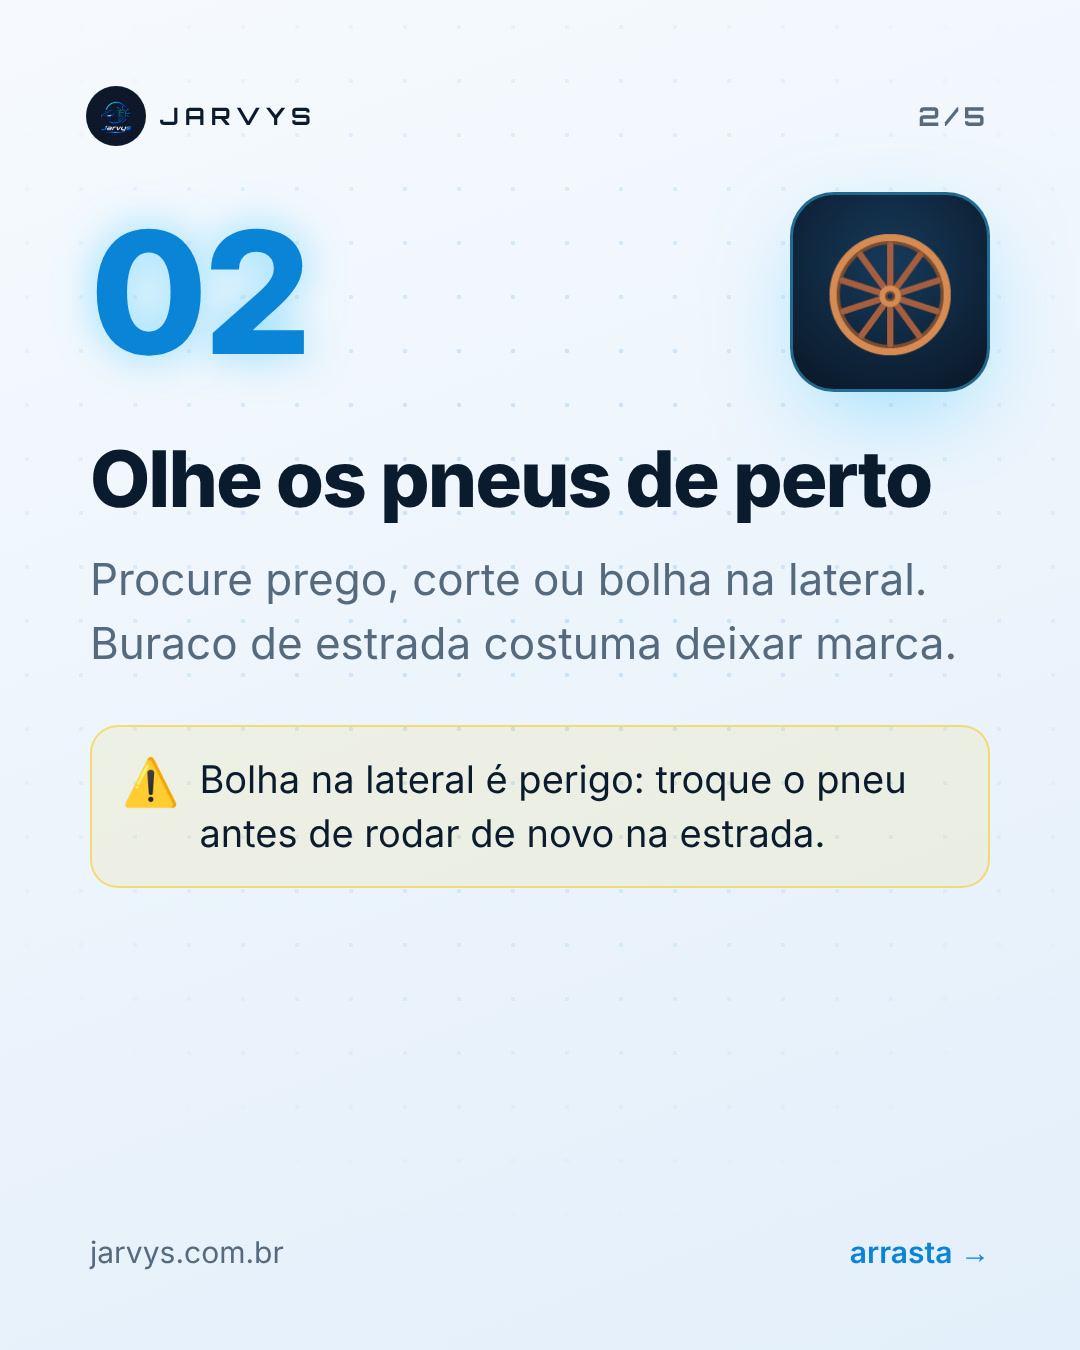 Jarvys
JARVYS
2/5
02
Olhe os pneus de perto
Procure prego, corte ou bolha na lateral.
Buraco de estrada costuma deixar marca.
⚠️ Bolha na lateral é perigo: troque o pneu
antes de rodar de novo na estrada.
jarvys.com.br
arrasta →